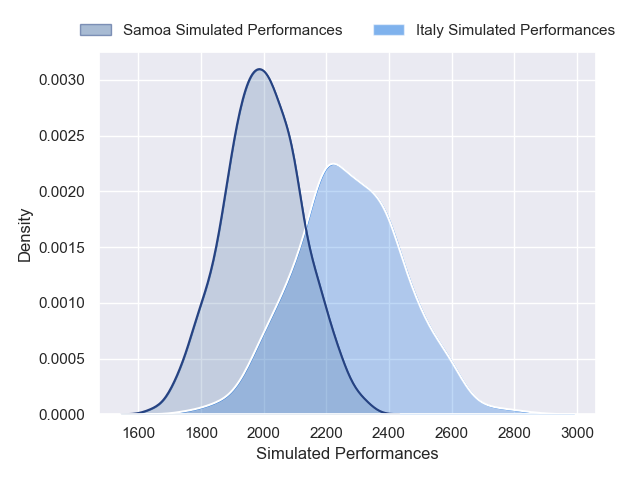 Samoa Simulated Performances Italy Simulated Performances
0.0030
0.0025
0.0020
0.0015
0.0010
0.0005
0.0000
Density
1600 1800 2000 2200 2400 2600 2800 3000
Simulated Performances